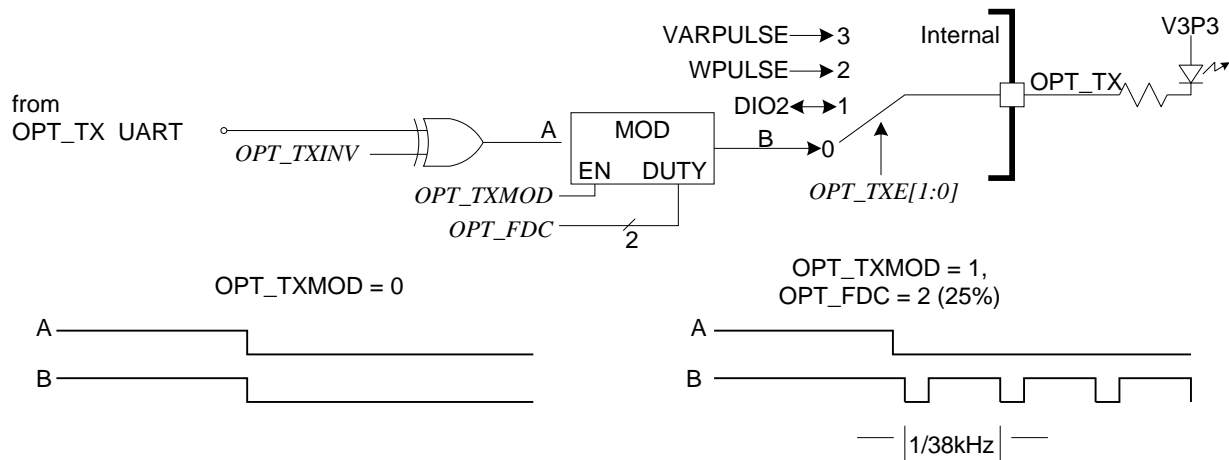 VARPULSE 3
Internal
V3P3
WPULSE 2
OPT_TX
from
OPT_TX UART
DIO2 1
A
MOD
B
0
OPT_TXINV
EN DUTY
OPT_TXMOD
OPT_TXE[1:0]
OPT_FDC
2
OPT_TXMOD = 0
OPT_TXMOD = 1,
OPT_FDC = 2 (25%)
A
B
A
B
1/38kHz